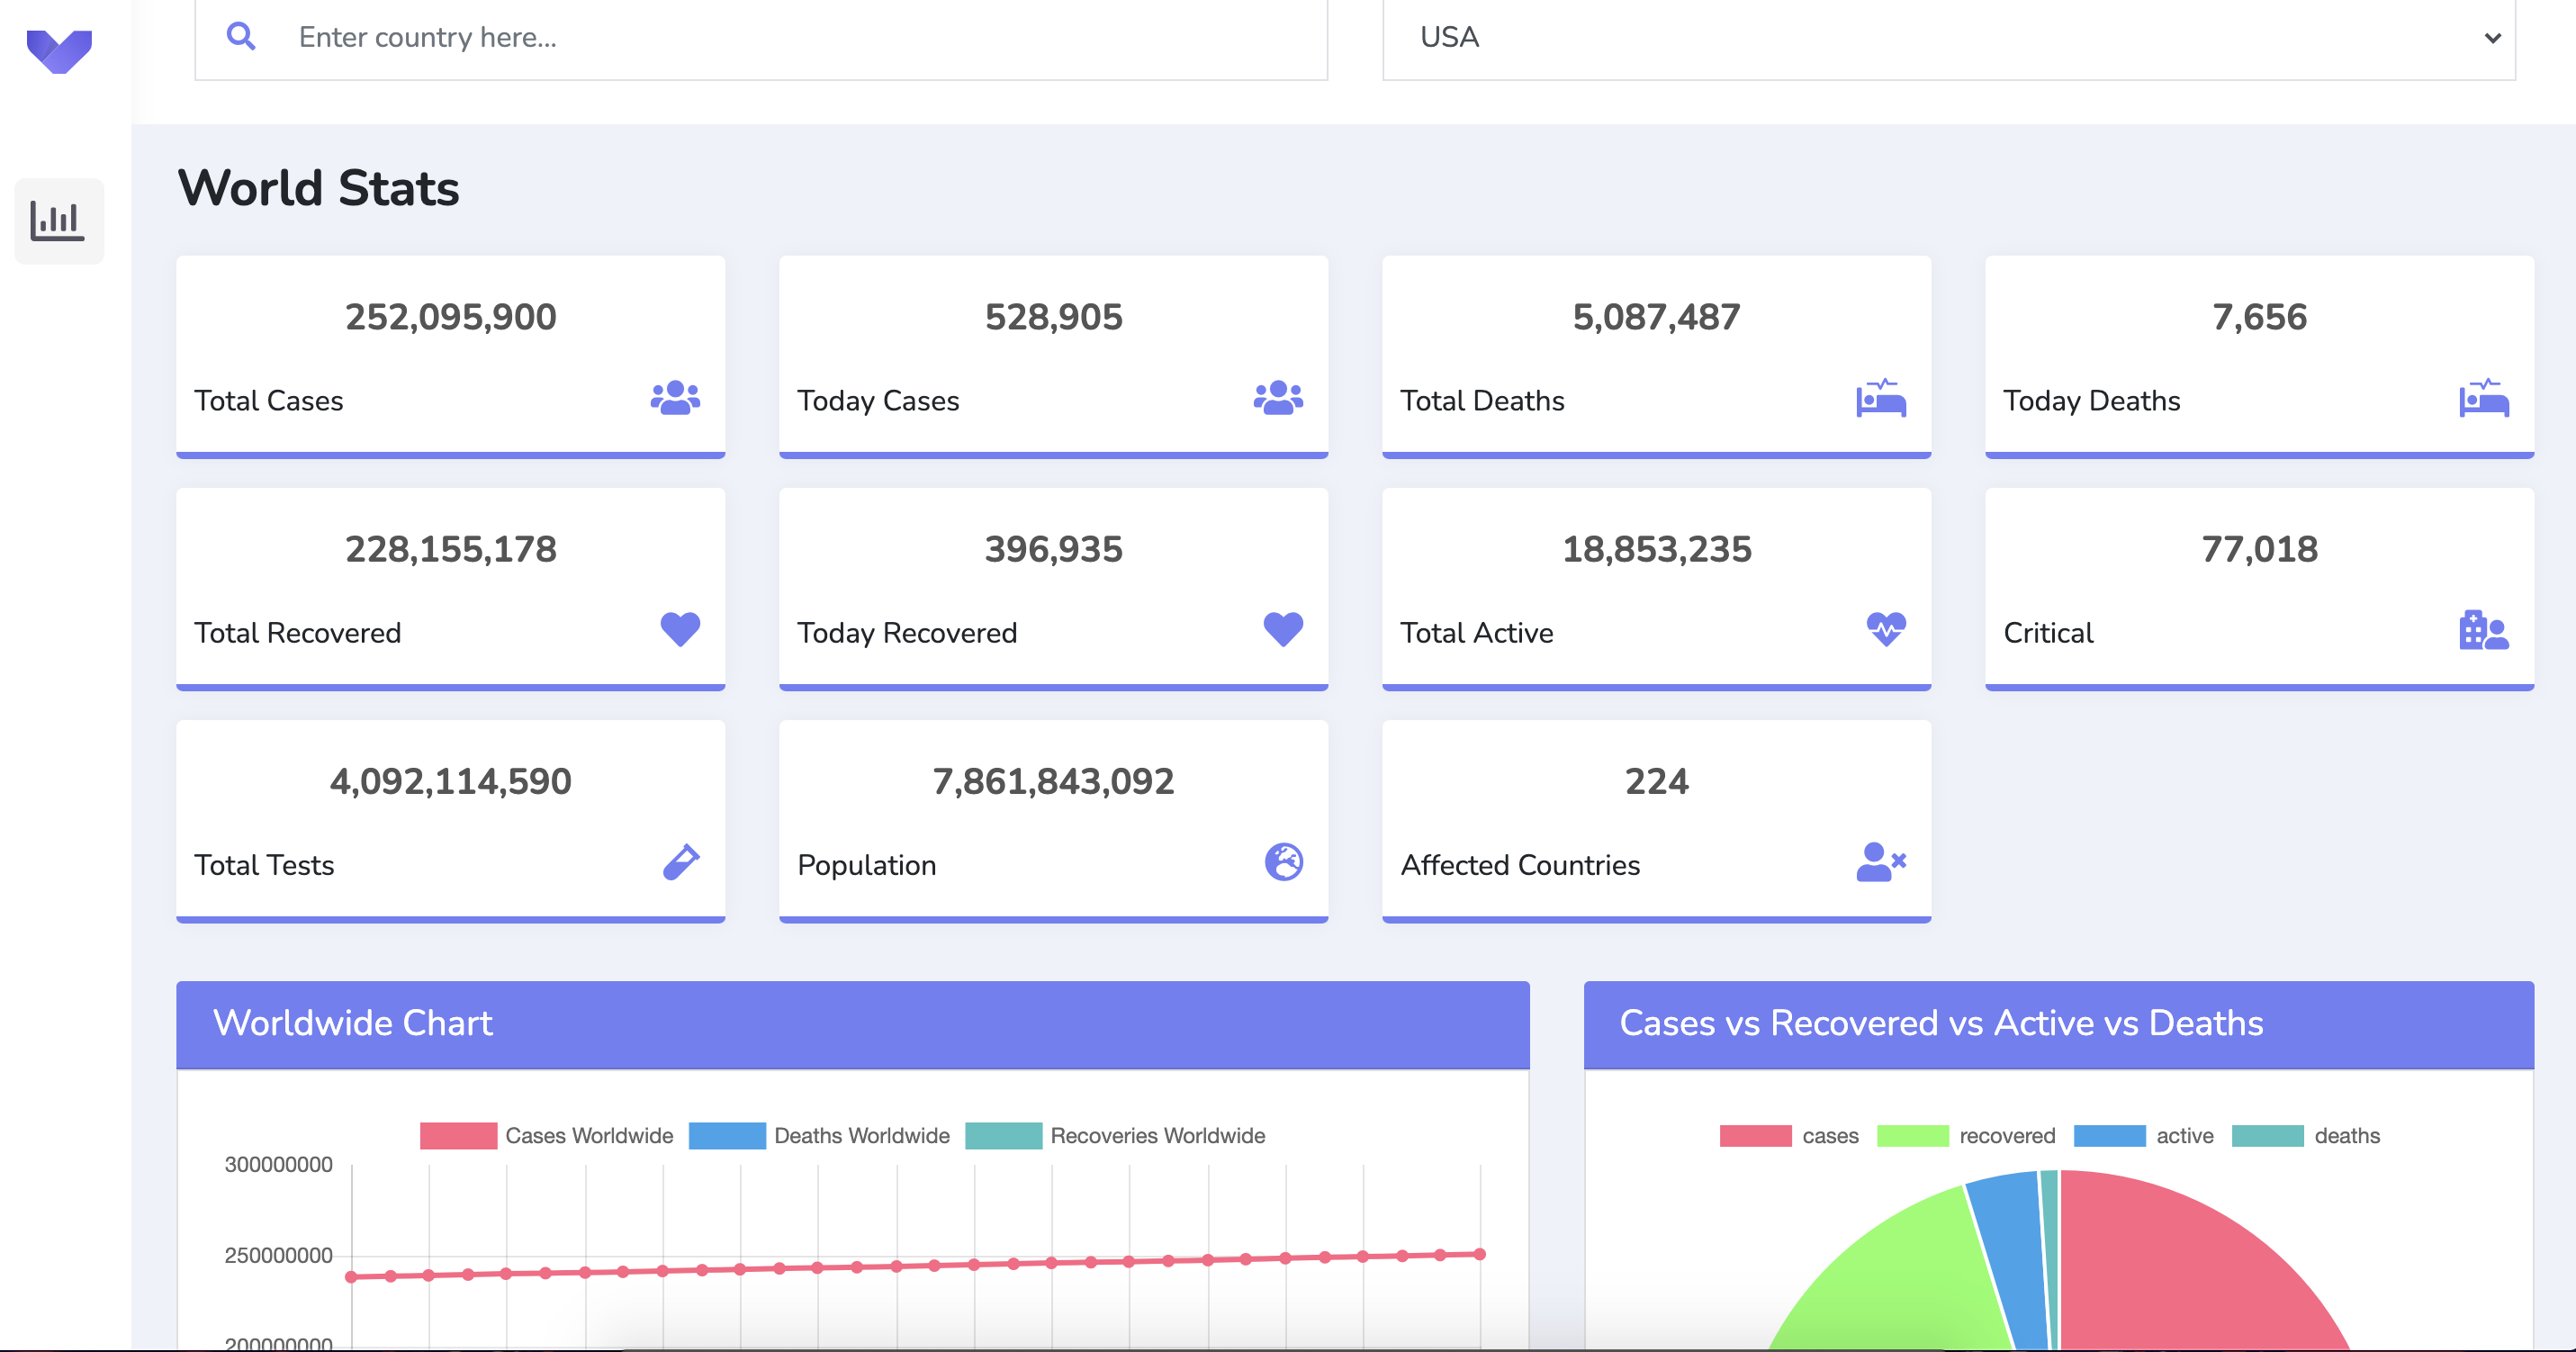 Enter country here...
USA
World Stats
252,095,900
Total Cases
528,905
Today Cases
5,087,487
Total Deaths
7,656
Today Deaths
228,155,178
Total Recovered
396,935
Today Recovered
18,853,235
Total Active
77,018
Critical
4,092,114,590
Total Tests
7,861,843,092
Population
224
Affected Countries
Worldwide Chart
Cases Worldwide Deaths Worldwide Recoveries Worldwide
300000000
250000000
200000000
Cases vs Recovered vs Active vs Deaths
cases recovered active deaths